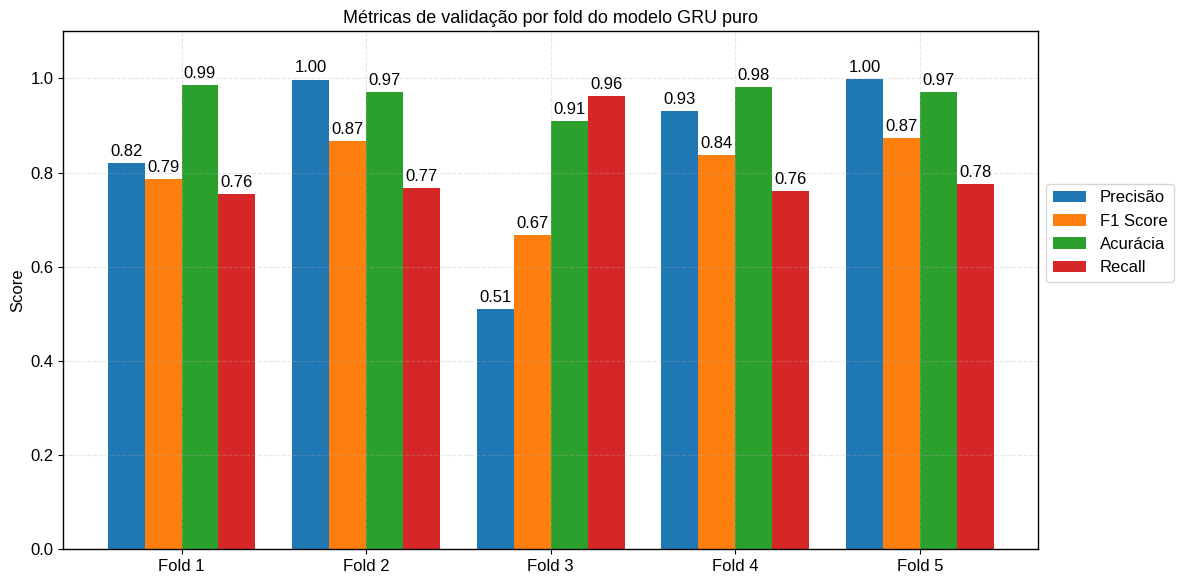 Métricas de validação por fold do modelo GRU puro
Score
1.0
0.8
0.6
0.4
0.2
0.0
0.82
0.79
0.99
0.76
1.00
0.87
0.97
0.77
0.51
0.67
0.91
0.96
0.93
0.84
0.98
0.76
1.00
0.87
0.97
0.78
Fold 1
Fold 2
Fold 3
Fold 4
Fold 5
Precisão
F1 Score
Acurácia
Recall